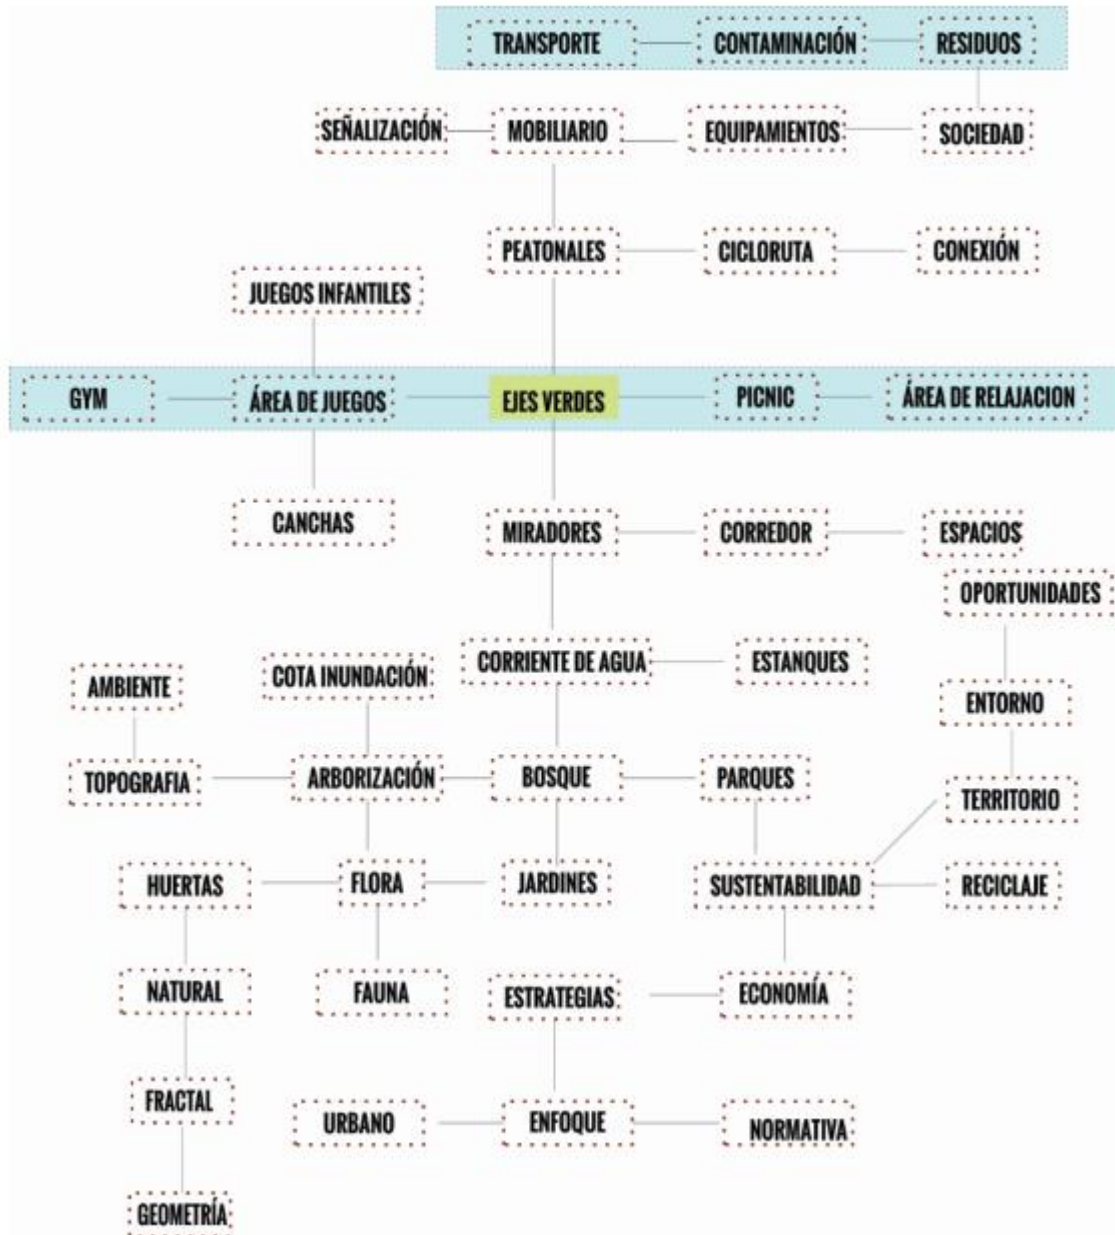 TRANSPORTE CONTAMINACIÓN RESIDUOS
SEÑALIZACIÓN MOBILIARIO EQUIPAMIENTOS SOCIEDAD
PEATONALES CICLORUTA CONEXIÓN
JUEGOS INFANTILES
GYM ÁREA DE JUEGOS EJES VERDES PICNIC ÁREA DE RELAJACION
CANCHAS MIRADORES CORREDOR ESPACIOS
OPORTUNIDADES
COTA INUNDACIÓN CORRIENTE DE AGUA ESTANQUES
AMBIENTE ENTORNO
TOPOGRAFIA ARBORIZACIÓN BOSQUE PARQUES TERRITORIO
HUERTAS FLORA JARDINES SUSTENTABILIDAD RECICLAJE
NATURAL FAUNA ESTRATEGIAS ECONOMÍA
FRACTAL URBANO ENFOQUE NORMATIVA
GEOMETRÍA